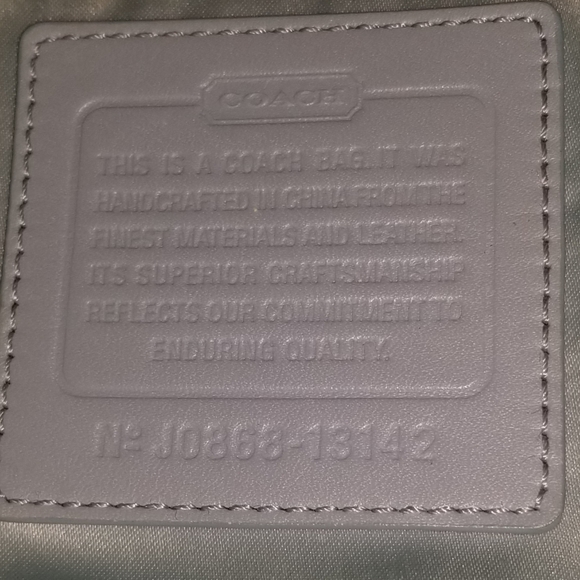 COACH
THIS IS A COACH BAG. IT WAS
HANDCRAFTED IN CHINA FROM THE
FINEST MATERIALS AND LEATHER.
ITS SUPERIOR CRAFTSMANSHIP
REFLECTS OUR COMMITMENT TO
ENDURING QUALITY.
Nº J0868-13142